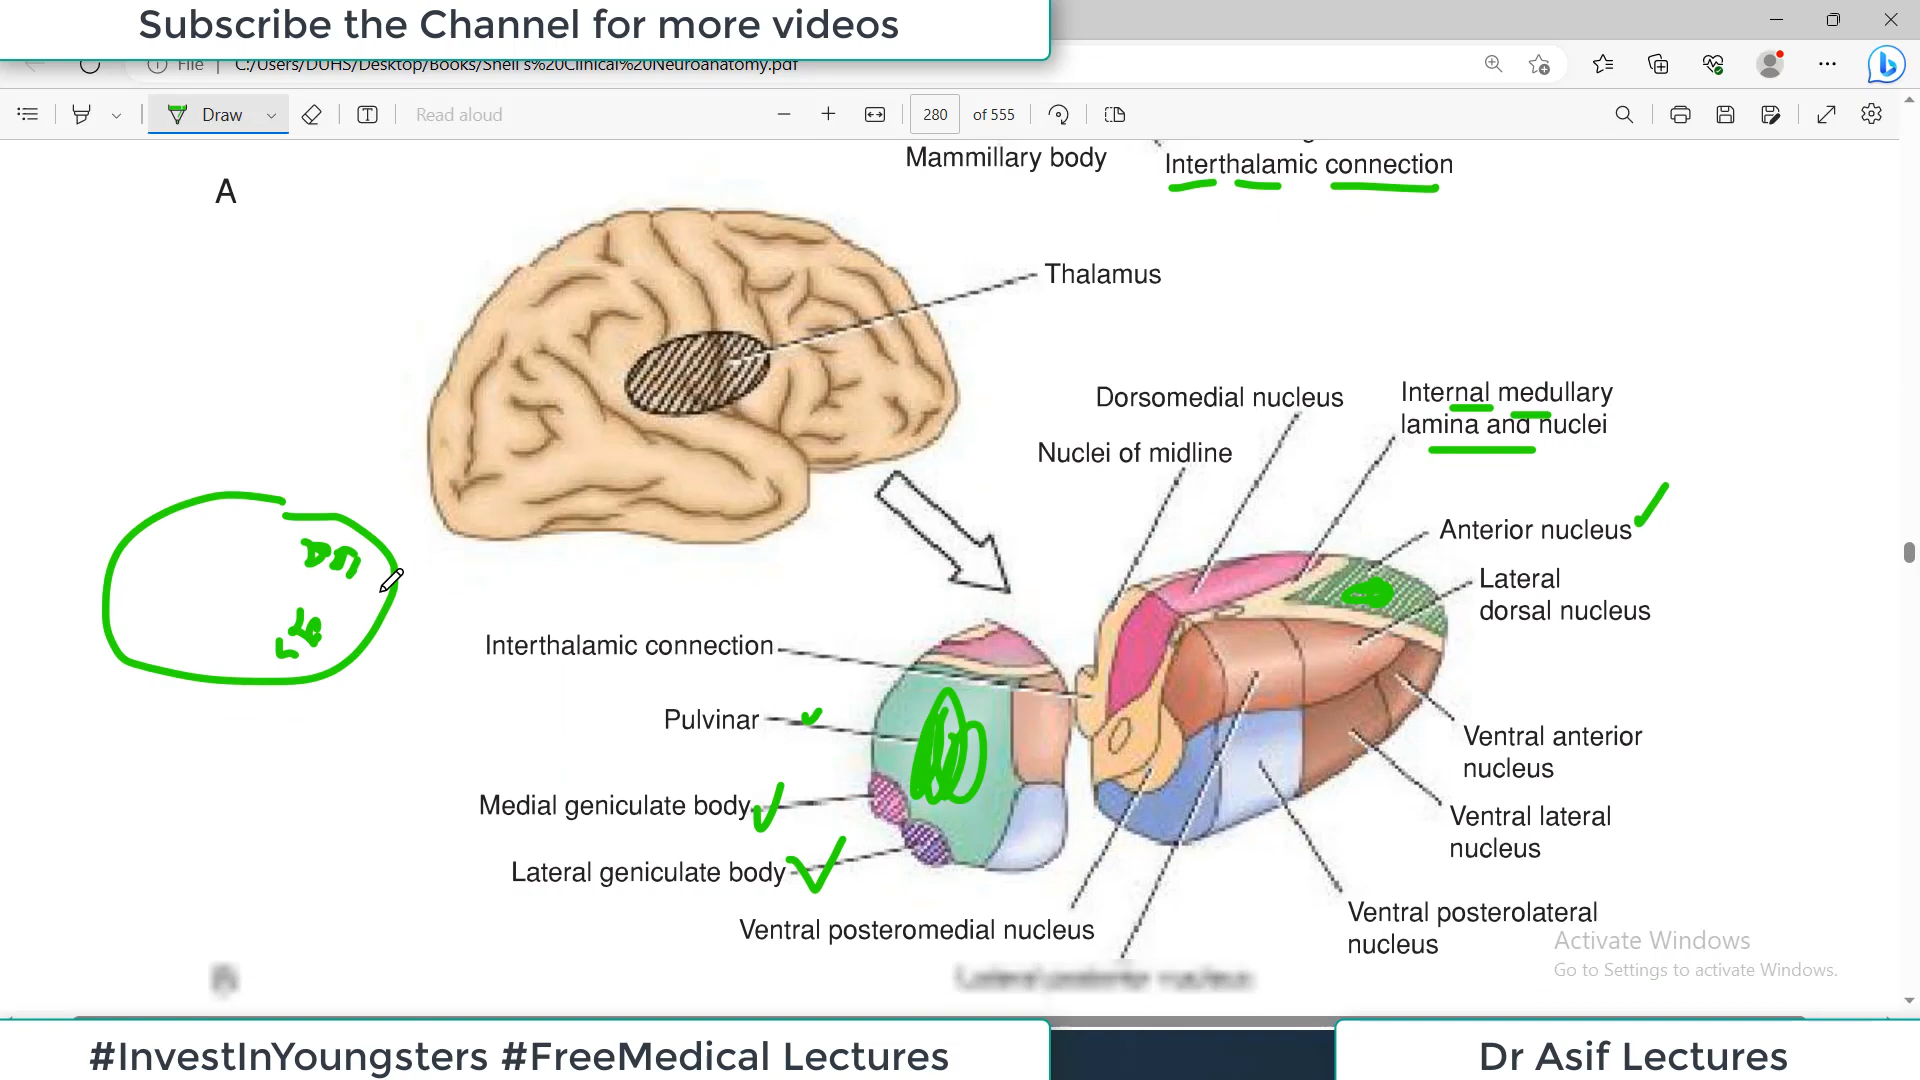 Subscribe the Channel for more videos
File | C:/Users/DUHS/Desktop/Books/Snell's%20Clinical%20Neuroanatomy.pdf
Draw
T
Read aloud
280 of 555
Mammillary body
Interthalamic connection
A
Thalamus
Dorsomedial nucleus
Internal medullary
lamina and nuclei
Nuclei of midline
Anterior nucleus
Lateral
dorsal nucleus
DM
Interthalamic connection
Pulvinar
Ventral anterior
nucleus
Medial geniculate body
Ventral lateral
nucleus
Lateral geniculate body
Ventral posteromedial nucleus
Ventral posterolateral
nucleus
Activate Windows
Go to Settings to activate Windows.
B
Lateral posterior nucleus
#InvestInYoungsters #FreeMedical Lectures
Dr Asif Lectures